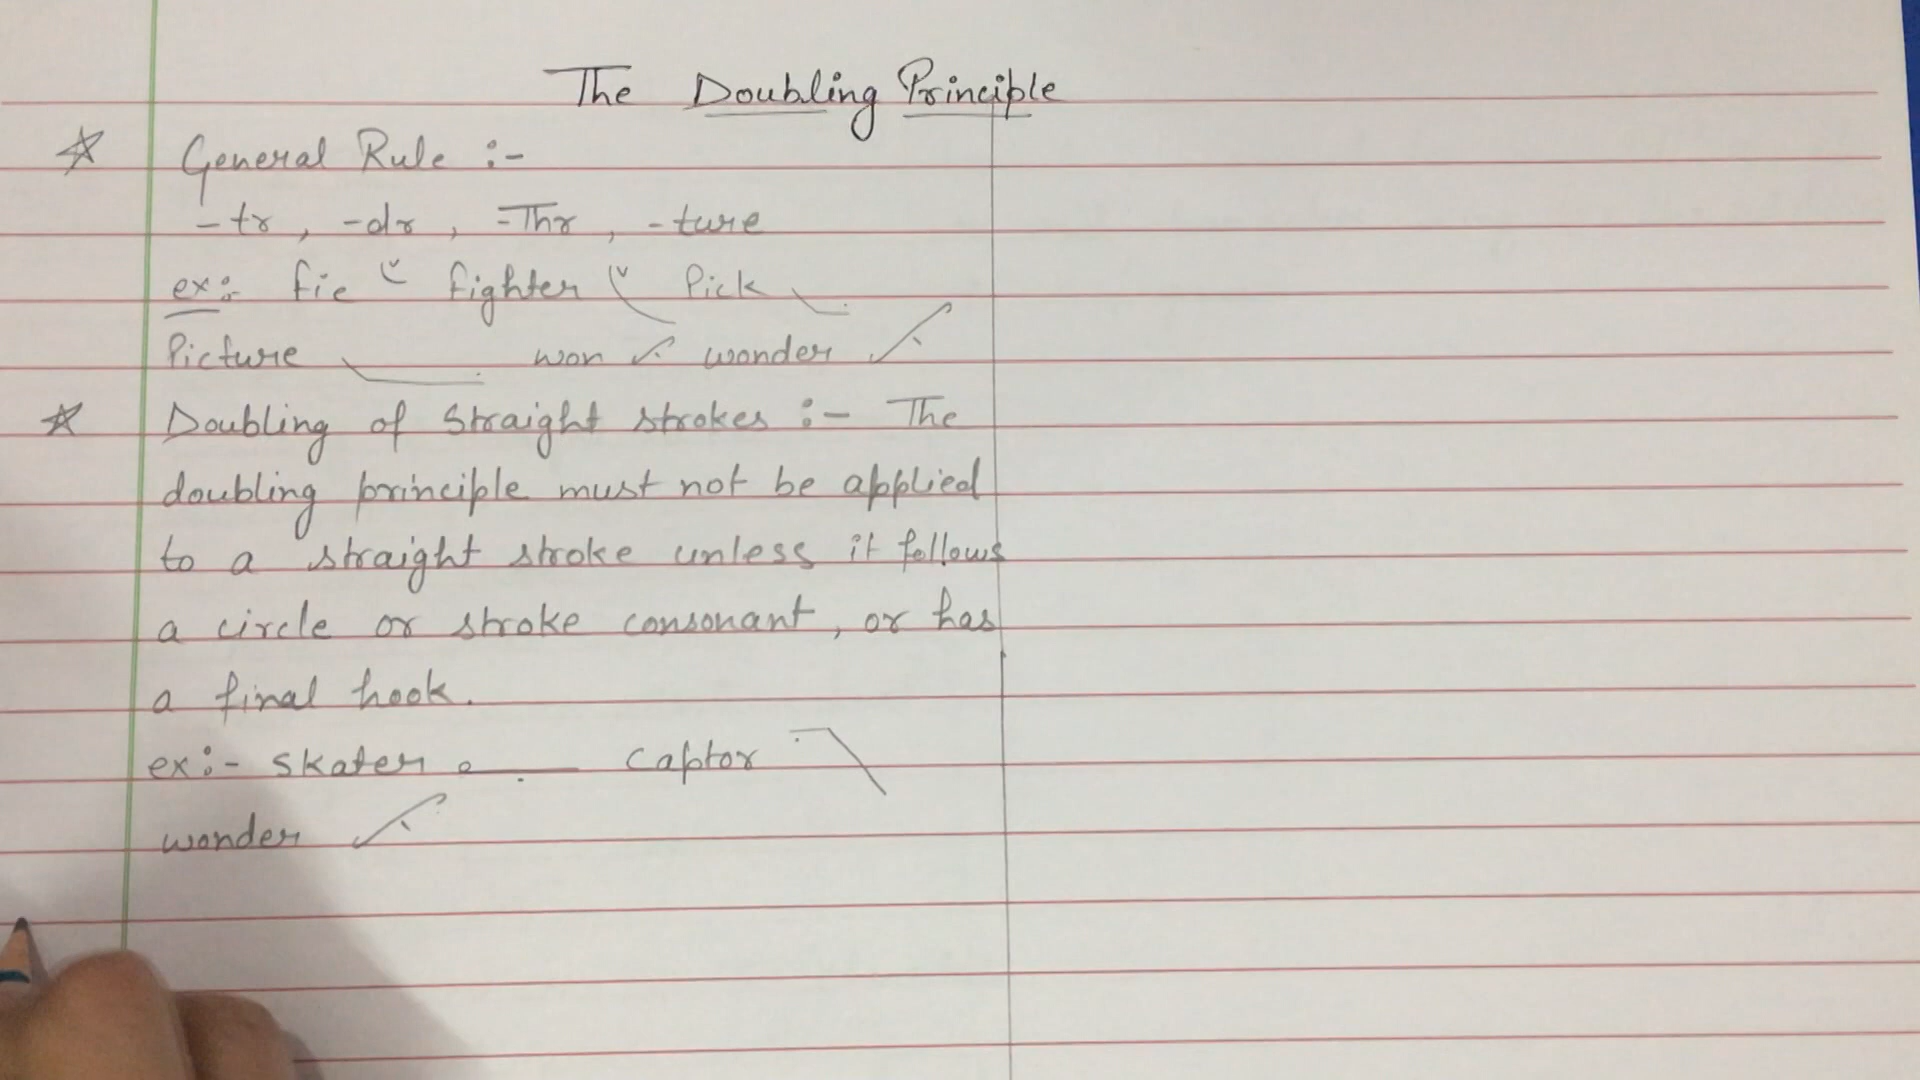 The Doubling Principle
☆ General Rule :-
-tr, -dr, -Thr, -ture
ex:- fie fighter Pick
Picture won wonder
☆ Doubling of straight strokes :- The
doubling principle must not be applied
to a straight stroke unless it follows
a circle or stroke consonant, or has
a final hook.
ex:- skater captor
wonder